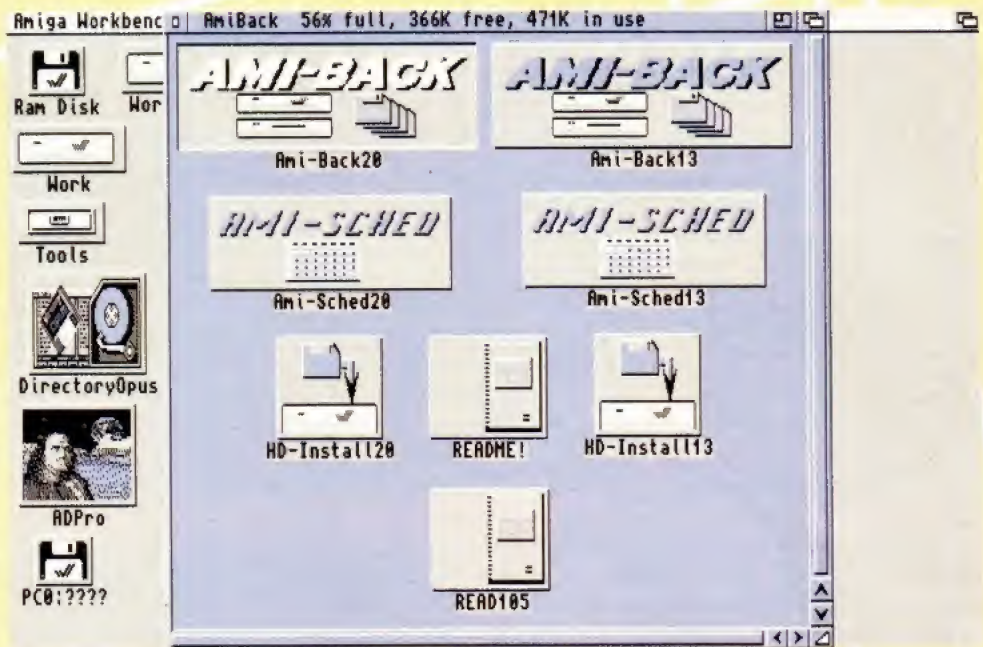 Amiga Workbenc
AmiBack 56% full, 366K free, 471K in use
Ram Disk
Wor
Work
Tools
DirectoryOpus
ADPro
PC0:????
AMI-BACK
Ami-Back20
AMI-BACK
Ami-Back13
AMI-SCHED
Ami-Sched20
AMI-SCHED
Ami-Sched13
HD-Install20
README!
HD-Install13
READ105